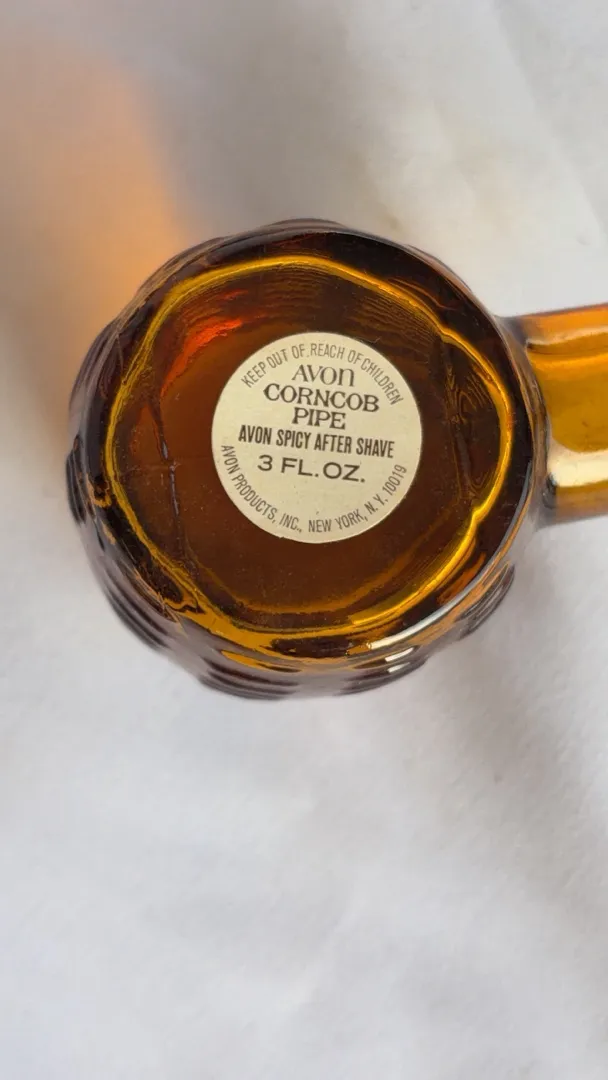 KEEP OUT OF REACH OF CHILDREN
AVON
CORNCOB
PIPE
AVON SPICY AFTER SHAVE
3 FL.OZ.
AVON PRODUCTS, INC., NEW YORK, N.Y. 10019